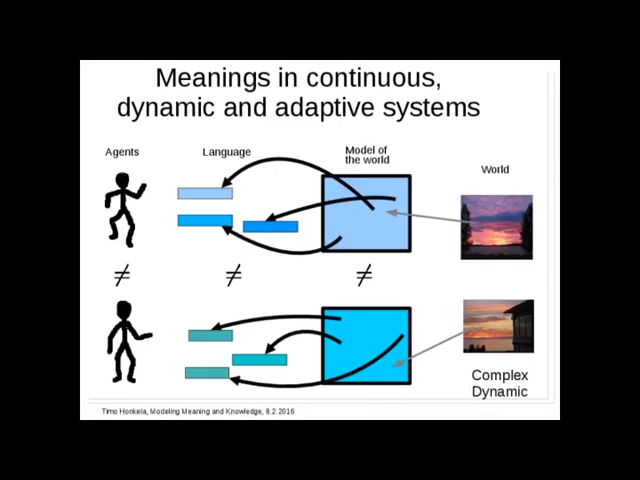 Meanings in continuous,
dynamic and adaptive systems
Agents
Language
Model of
the world
World
≠ ≠ ≠
Complex
Dynamic
Timo Honkela, Modeling Meaning and Knowledge, 8.2.2016